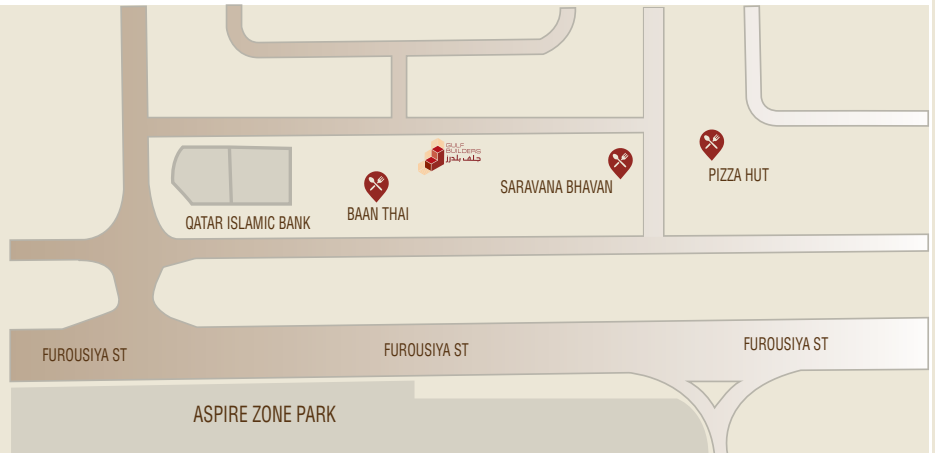 GULF
BUILDERS
جلف بلدرز
PIZZA HUT
SARAVANA BHAVAN
BAAN THAI
QATAR ISLAMIC BANK
FUROUSIYA ST
FUROUSIYA ST
FUROUSIYA ST
ASPIRE ZONE PARK